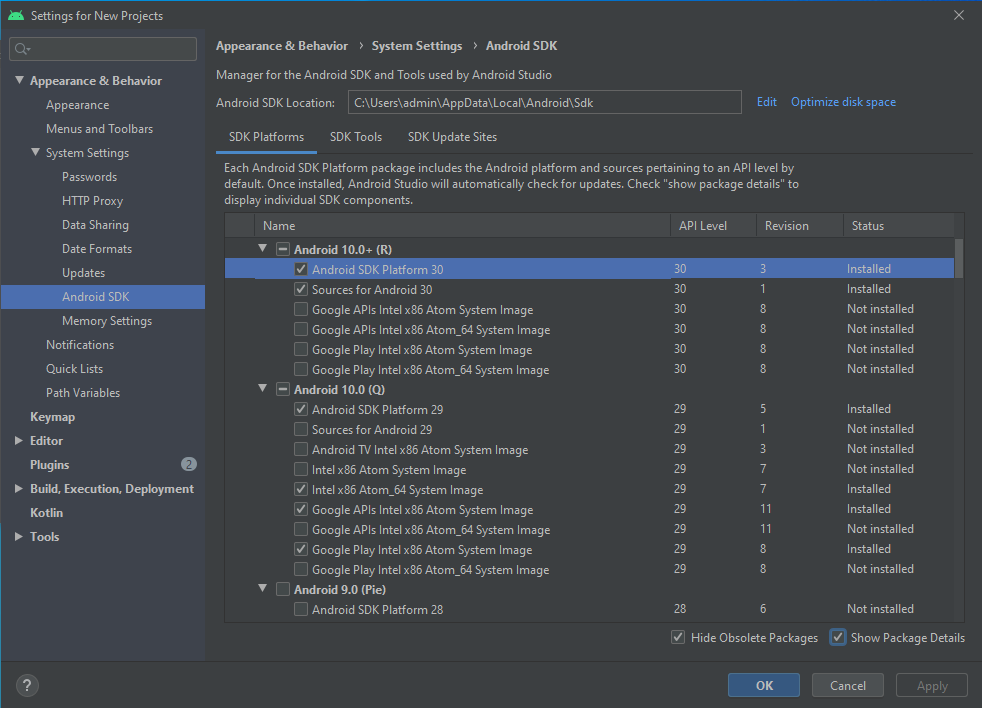 Settings for New Projects
Appearance & Behavior
Appearance
Menus and Toolbars
System Settings
Passwords
HTTP Proxy
Data Sharing
Date Formats
Updates
Android SDK
Memory Settings
Notifications
Quick Lists
Path Variables
Keymap
Editor
Plugins 2
Build, Execution, Deployment
Kotlin
Tools
Appearance & Behavior › System Settings › Android SDK
Manager for the Android SDK and Tools used by Android Studio
Android SDK Location: C:\Users\admin\AppData\Local\Android\Sdk Edit Optimize disk space
SDK Platforms SDK Tools SDK Update Sites
Each Android SDK Platform package includes the Android platform and sources pertaining to an API level by
default. Once installed, Android Studio will automatically check for updates. Check "show package details" to
display individual SDK components.
Name API Level Revision Status
Android 10.0+ (R)
Android SDK Platform 30 30 3 Installed
Sources for Android 30 30 1 Installed
Google APIs Intel x86 Atom System Image 30 8 Not installed
Google APIs Intel x86 Atom_64 System Image 30 8 Not installed
Google Play Intel x86 Atom System Image 30 8 Not installed
Google Play Intel x86 Atom_64 System Image 30 8 Not installed
Android 10.0 (Q)
Android SDK Platform 29 29 5 Installed
Sources for Android 29 29 1 Not installed
Android TV Intel x86 Atom System Image 29 3 Not installed
Intel x86 Atom System Image 29 7 Not installed
Intel x86 Atom_64 System Image 29 7 Installed
Google APIs Intel x86 Atom System Image 29 11 Installed
Google APIs Intel x86 Atom_64 System Image 29 11 Not installed
Google Play Intel x86 Atom System Image 29 8 Installed
Google Play Intel x86 Atom_64 System Image 29 8 Not installed
Android 9.0 (Pie)
Android SDK Platform 28 28 6 Not installed
Hide Obsolete Packages Show Package Details
? OK Cancel Apply